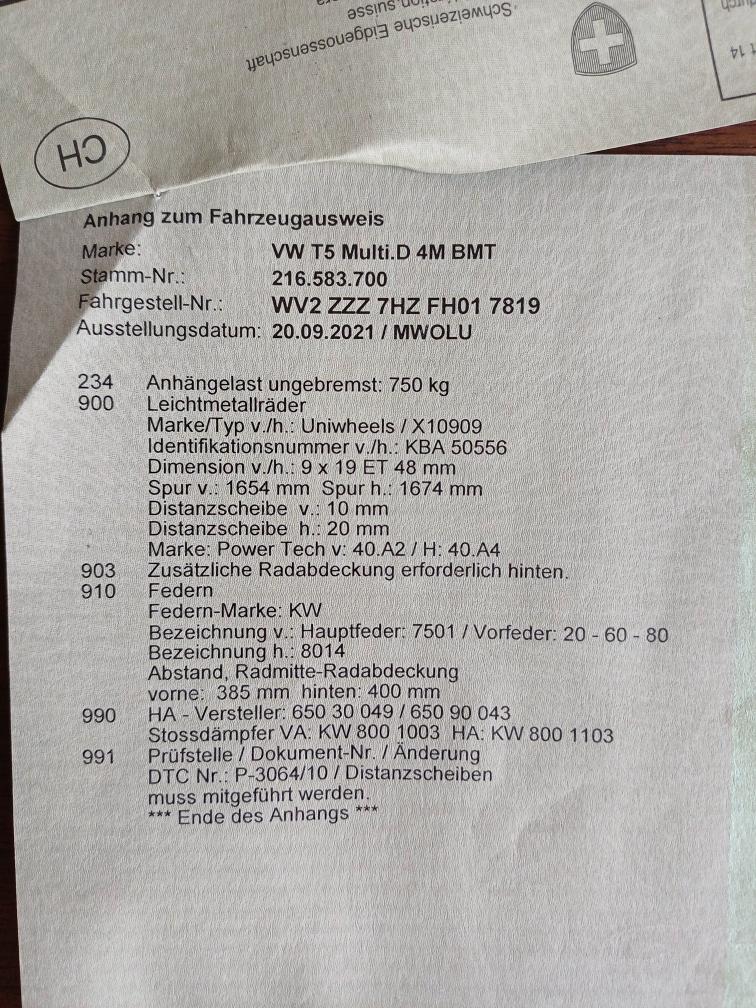 Schweizerische Eidgenossenschaft
suisse
CH
14
Anhang zum Fahrzeugausweis
Marke: VW T5 Multi.D 4M BMT
Stamm-Nr.: 216.583.700
Fahrgestell-Nr.: WV2 ZZZ 7HZ FH01 7819
Ausstellungsdatum: 20.09.2021 / MWOLU
234 Anhängelast ungebremst: 750 kg
900 Leichtmetallräder
Marke/Typ v./h.: Uniwheels / X10909
Identifikationsnummer v./h.: KBA 50556
Dimension v./h.: 9 x 19 ET 48 mm
Spur v.: 1654 mm Spur h.: 1674 mm
Distanzscheibe v.: 10 mm
Distanzscheibe h.: 20 mm
Marke: Power Tech v: 40.A2 / H: 40.A4
903 Zusätzliche Radabdeckung erforderlich hinten.
910 Federn
Federn-Marke: KW
Bezeichnung v.: Hauptfeder: 7501 / Vorfeder: 20 - 60 - 80
Bezeichnung h.: 8014
Abstand, Radmitte-Radabdeckung
vorne: 385 mm hinten: 400 mm
990 HA - Versteller: 650 30 049 / 650 90 043
Stossdämpfer VA: KW 800 1003 HA: KW 800 1103
991 Prüfstelle / Dokument-Nr. / Änderung
DTC Nr.: P-3064/10 / Distanzscheiben
muss mitgeführt werden.
*** Ende des Anhangs ***